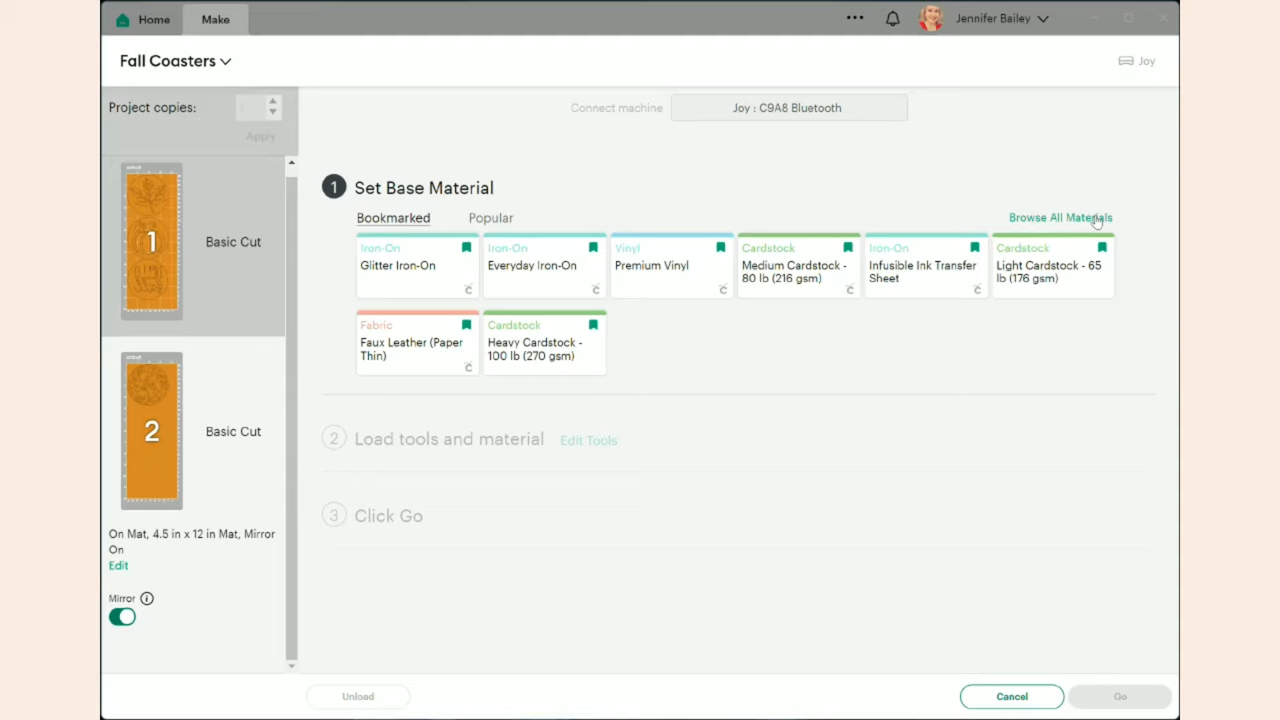 Home
Make
Jennifer Bailey
Fall Coasters
Joy
Project copies:
Apply
Connect machine
Joy : C9A8 Bluetooth
1
Basic Cut
2
Basic Cut
On Mat, 4.5 in x 12 in Mat, Mirror
On
Edit
Mirror
1 Set Base Material
Bookmarked
Popular
Browse All Materials
Iron-On
Glitter Iron-On
Iron-On
Everyday Iron-On
Vinyl
Premium Vinyl
Cardstock
Medium Cardstock -
80 lb (216 gsm)
Iron-On
Infusible Ink Transfer
Sheet
Cardstock
Light Cardstock - 65
lb (176 gsm)
Fabric
Faux Leather (Paper
Thin)
Cardstock
Heavy Cardstock -
100 lb (270 gsm)
2 Load tools and material Edit Tools
3 Click Go
Unload
Cancel
Go